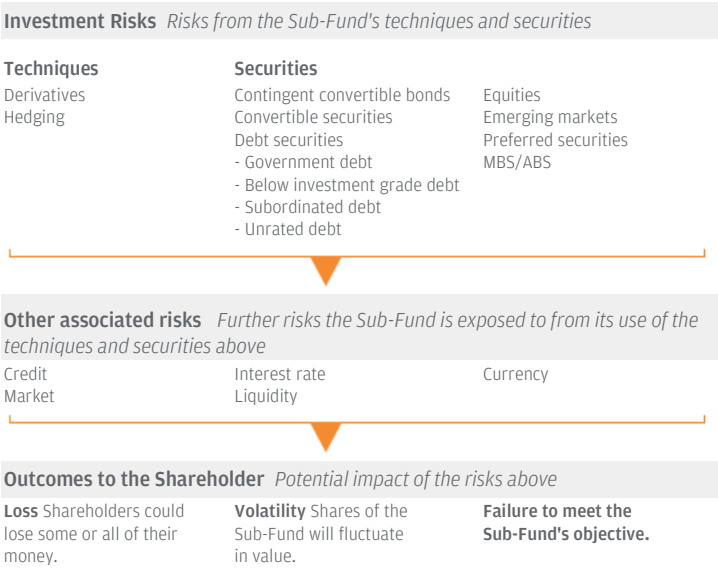 Investment Risks Risks from the Sub-Fund's techniques and securities
Techniques
Derivatives
Hedging
Securities
Contingent convertible bonds
Convertible securities
Debt securities
- Government debt
- Below investment grade debt
- Subordinated debt
- Unrated debt
Equities
Emerging markets
Preferred securities
MBS/ABS
Other associated risks Further risks the Sub-Fund is exposed to from its use of the
techniques and securities above
Credit
Market
Interest rate
Liquidity
Currency
Outcomes to the Shareholder Potential impact of the risks above
Loss Shareholders could
lose some or all of their
money.
Volatility Shares of the
Sub-Fund will fluctuate
in value.
Failure to meet the
Sub-Fund's objective.